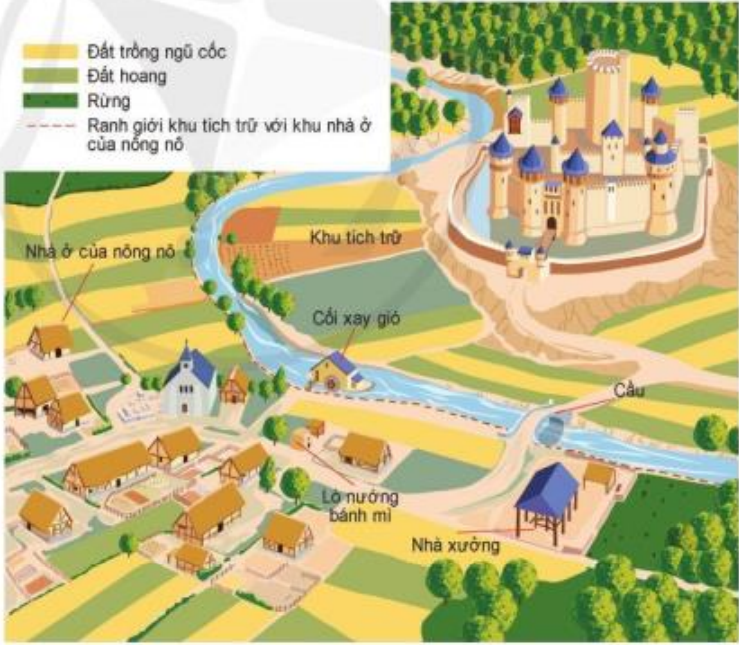 Đất trồng ngũ cốc
Đất hoang
Rừng
Ranh giới khu tích trữ với khu nhà ở
của nông nô
Nhà ở của nông nô
Khu tích trữ
Cối xay gió
Cầu
Lò nướng
bánh mì
Nhà xưởng